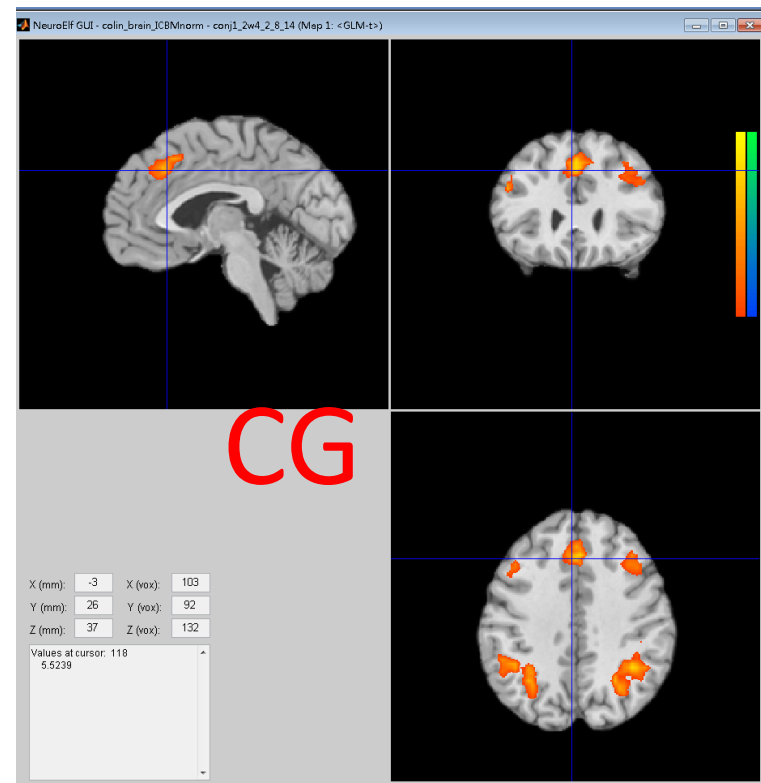 NeuroElf GUI - colin_brain_ICBMnorm - conj1_2w4_2_8_14 (Map 1: <GLM-t>)
CG
X (mm): -3 X (vox): 103
Y (mm): 26 Y (vox): 92
Z (mm): 37 Z (vox): 132
Values at cursor: 118
5.5239